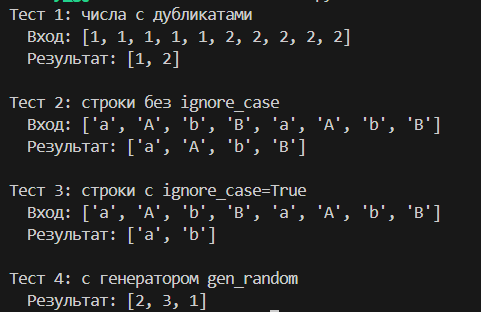 Тест 1: числа с дубликатами
Вход: [1, 1, 1, 1, 1, 2, 2, 2, 2, 2]
Результат: [1, 2]
Тест 2: строки без ignore_case
Вход: ['a', 'A', 'b', 'B', 'a', 'A', 'b', 'B']
Результат: ['a', 'A', 'b', 'B']
Тест 3: строки с ignore_case=True
Вход: ['a', 'A', 'b', 'B', 'a', 'A', 'b', 'B']
Результат: ['a', 'b']
Тест 4: с генератором gen_random
Результат: [2, 3, 1]